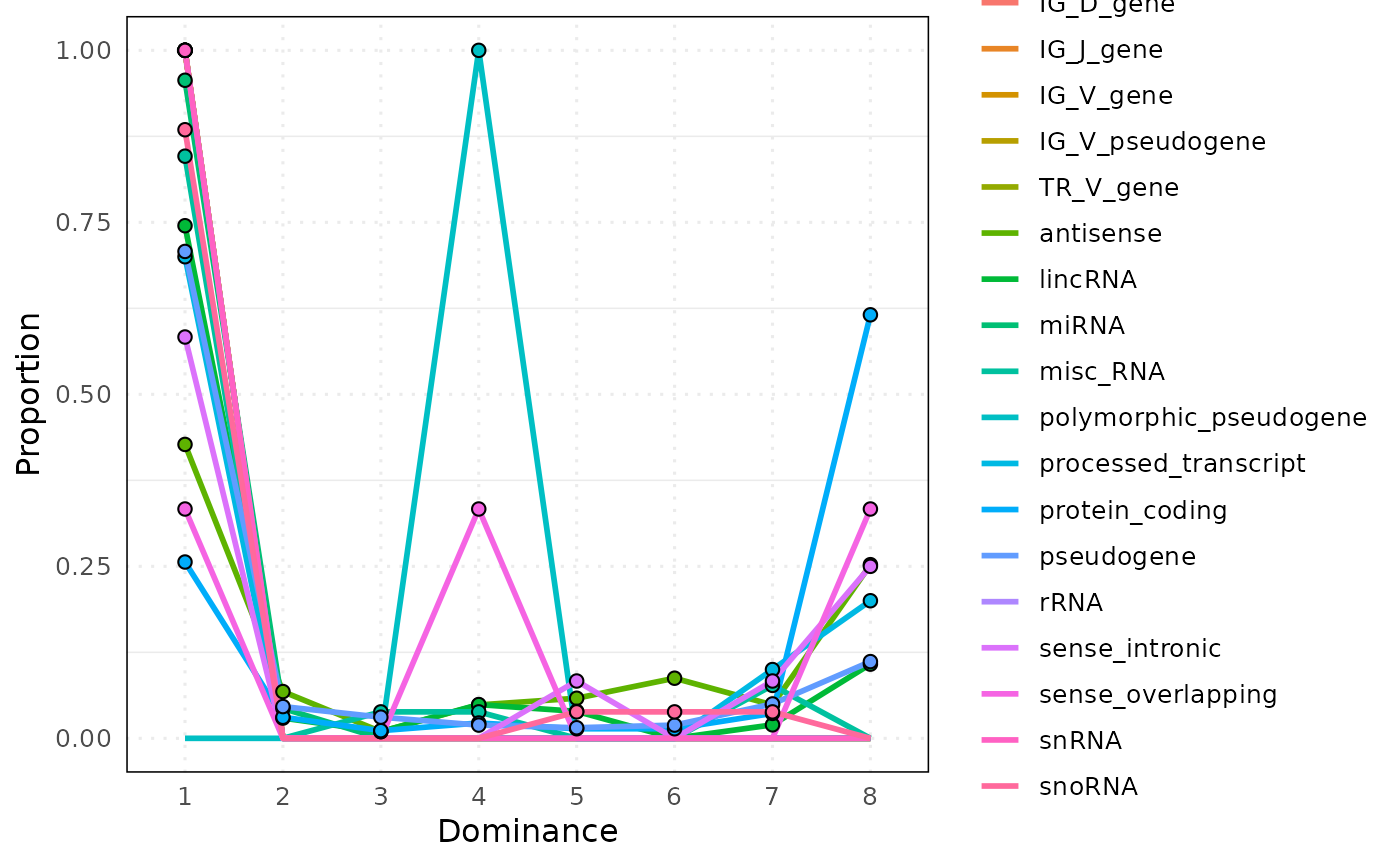 IG_D_gene
IG_J_gene
IG_V_gene
IG_V_pseudogene
TR_V_gene
antisense
lincRNA
miRNA
misc_RNA
polymorphic_pseudogene
processed_transcript
protein_coding
pseudogene
rRNA
sense_intronic
sense_overlapping
snRNA
snoRNA
1.00
0.75
0.50
0.25
0.00
Proportion
1 2 3 4 5 6 7 8
Dominance